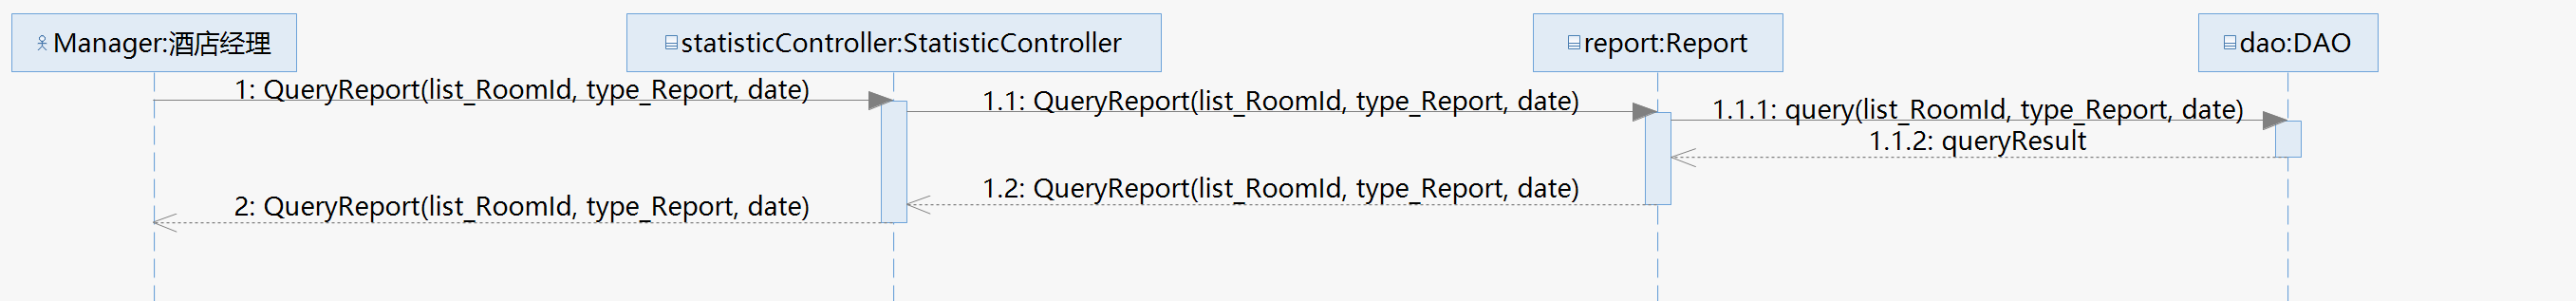 Manager:酒店经理
statisticController:StatisticController
report:Report
dao:DAO
1: QueryReport(list_RoomId, type_Report, date)
1.1: QueryReport(list_RoomId, type_Report, date)
1.1.1: query(list_RoomId, type_Report, date)
1.1.2: queryResult
1.2: QueryReport(list_RoomId, type_Report, date)
2: QueryReport(list_RoomId, type_Report, date)